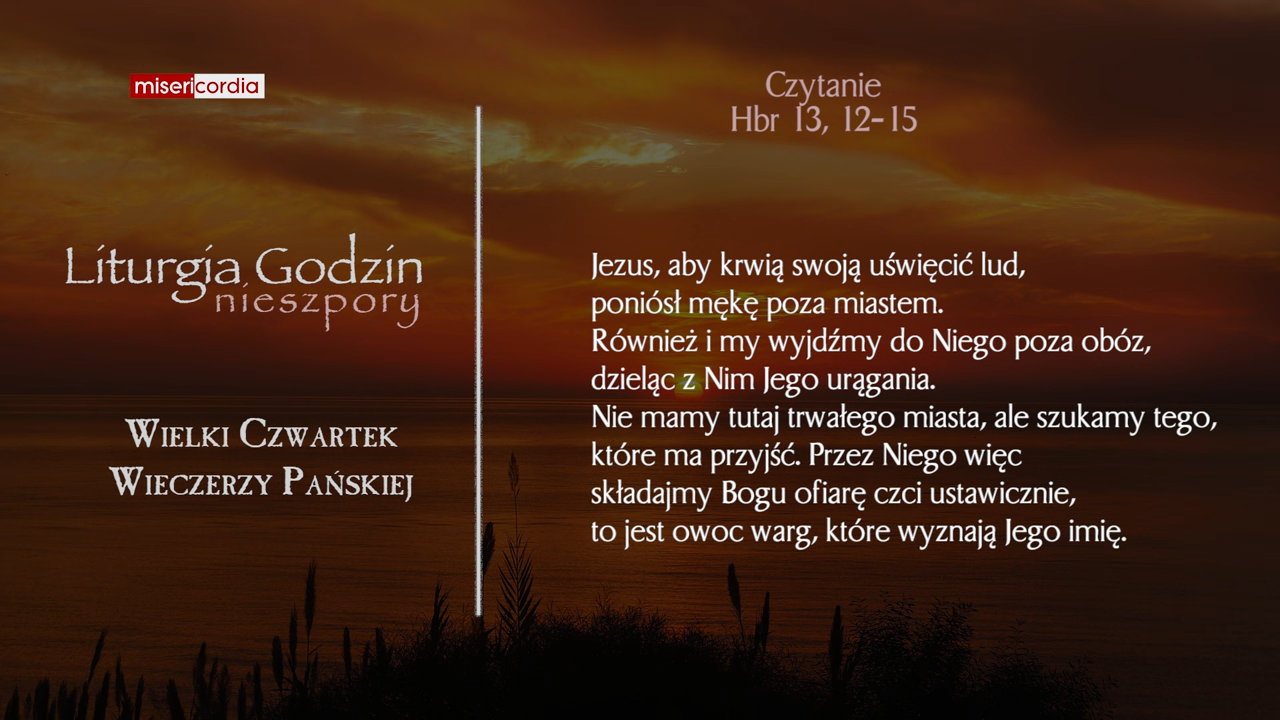 misericordia
Liturgia Godzin
nieszpory
Wielki Czwartek
Wieczerzy Pańskiej
Czytanie
Hbr 13, 12-15
Jezus, aby krwią swoją uświęcić lud,
poniósł mękę poza miastem.
Również i my wyjdźmy do Niego poza obóz,
dzieląc z Nim Jego urągania.
Nie mamy tutaj trwałego miasta, ale szukamy tego,
które ma przyjść. Przez Niego więc
składajmy Bogu ofiarę czci ustawicznie,
to jest owoc warg, które wyznają Jego imię.